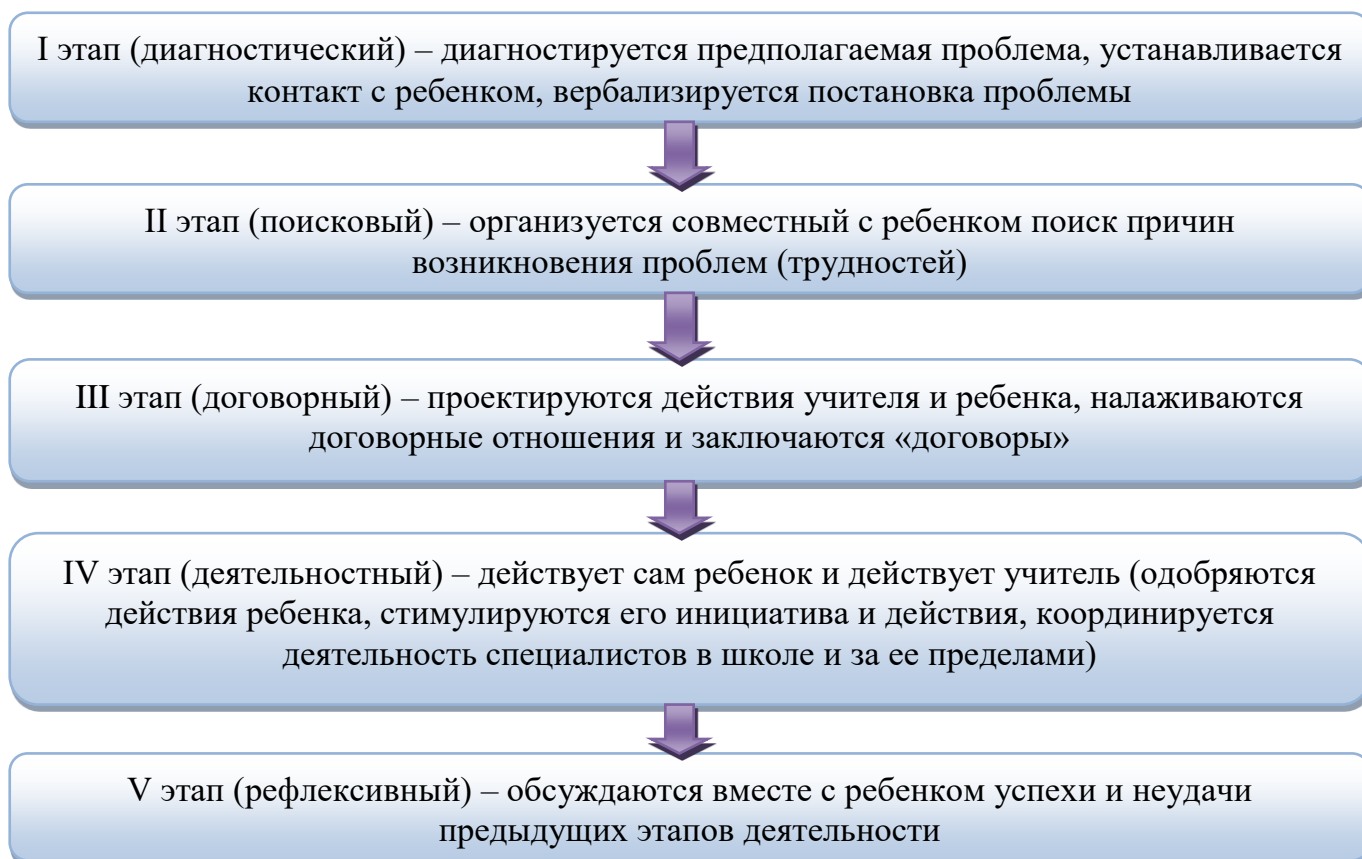 I этап (диагностический) – диагностируется предполагаемая проблема, устанавливается
контакт с ребенком, вербализируется постановка проблемы
II этап (поисковый) – организуется совместный с ребенком поиск причин
возникновения проблем (трудностей)
III этап (договорный) – проектируются действия учителя и ребенка, налаживаются
договорные отношения и заключаются «договоры»
IV этап (деятельностный) – действует сам ребенок и действует учитель (одобряются
действия ребенка, стимулируются его инициатива и действия, координируется
деятельность специалистов в школе и за ее пределами)
V этап (рефлексивный) – обсуждаются вместе с ребенком успехи и неудачи
предыдущих этапов деятельности